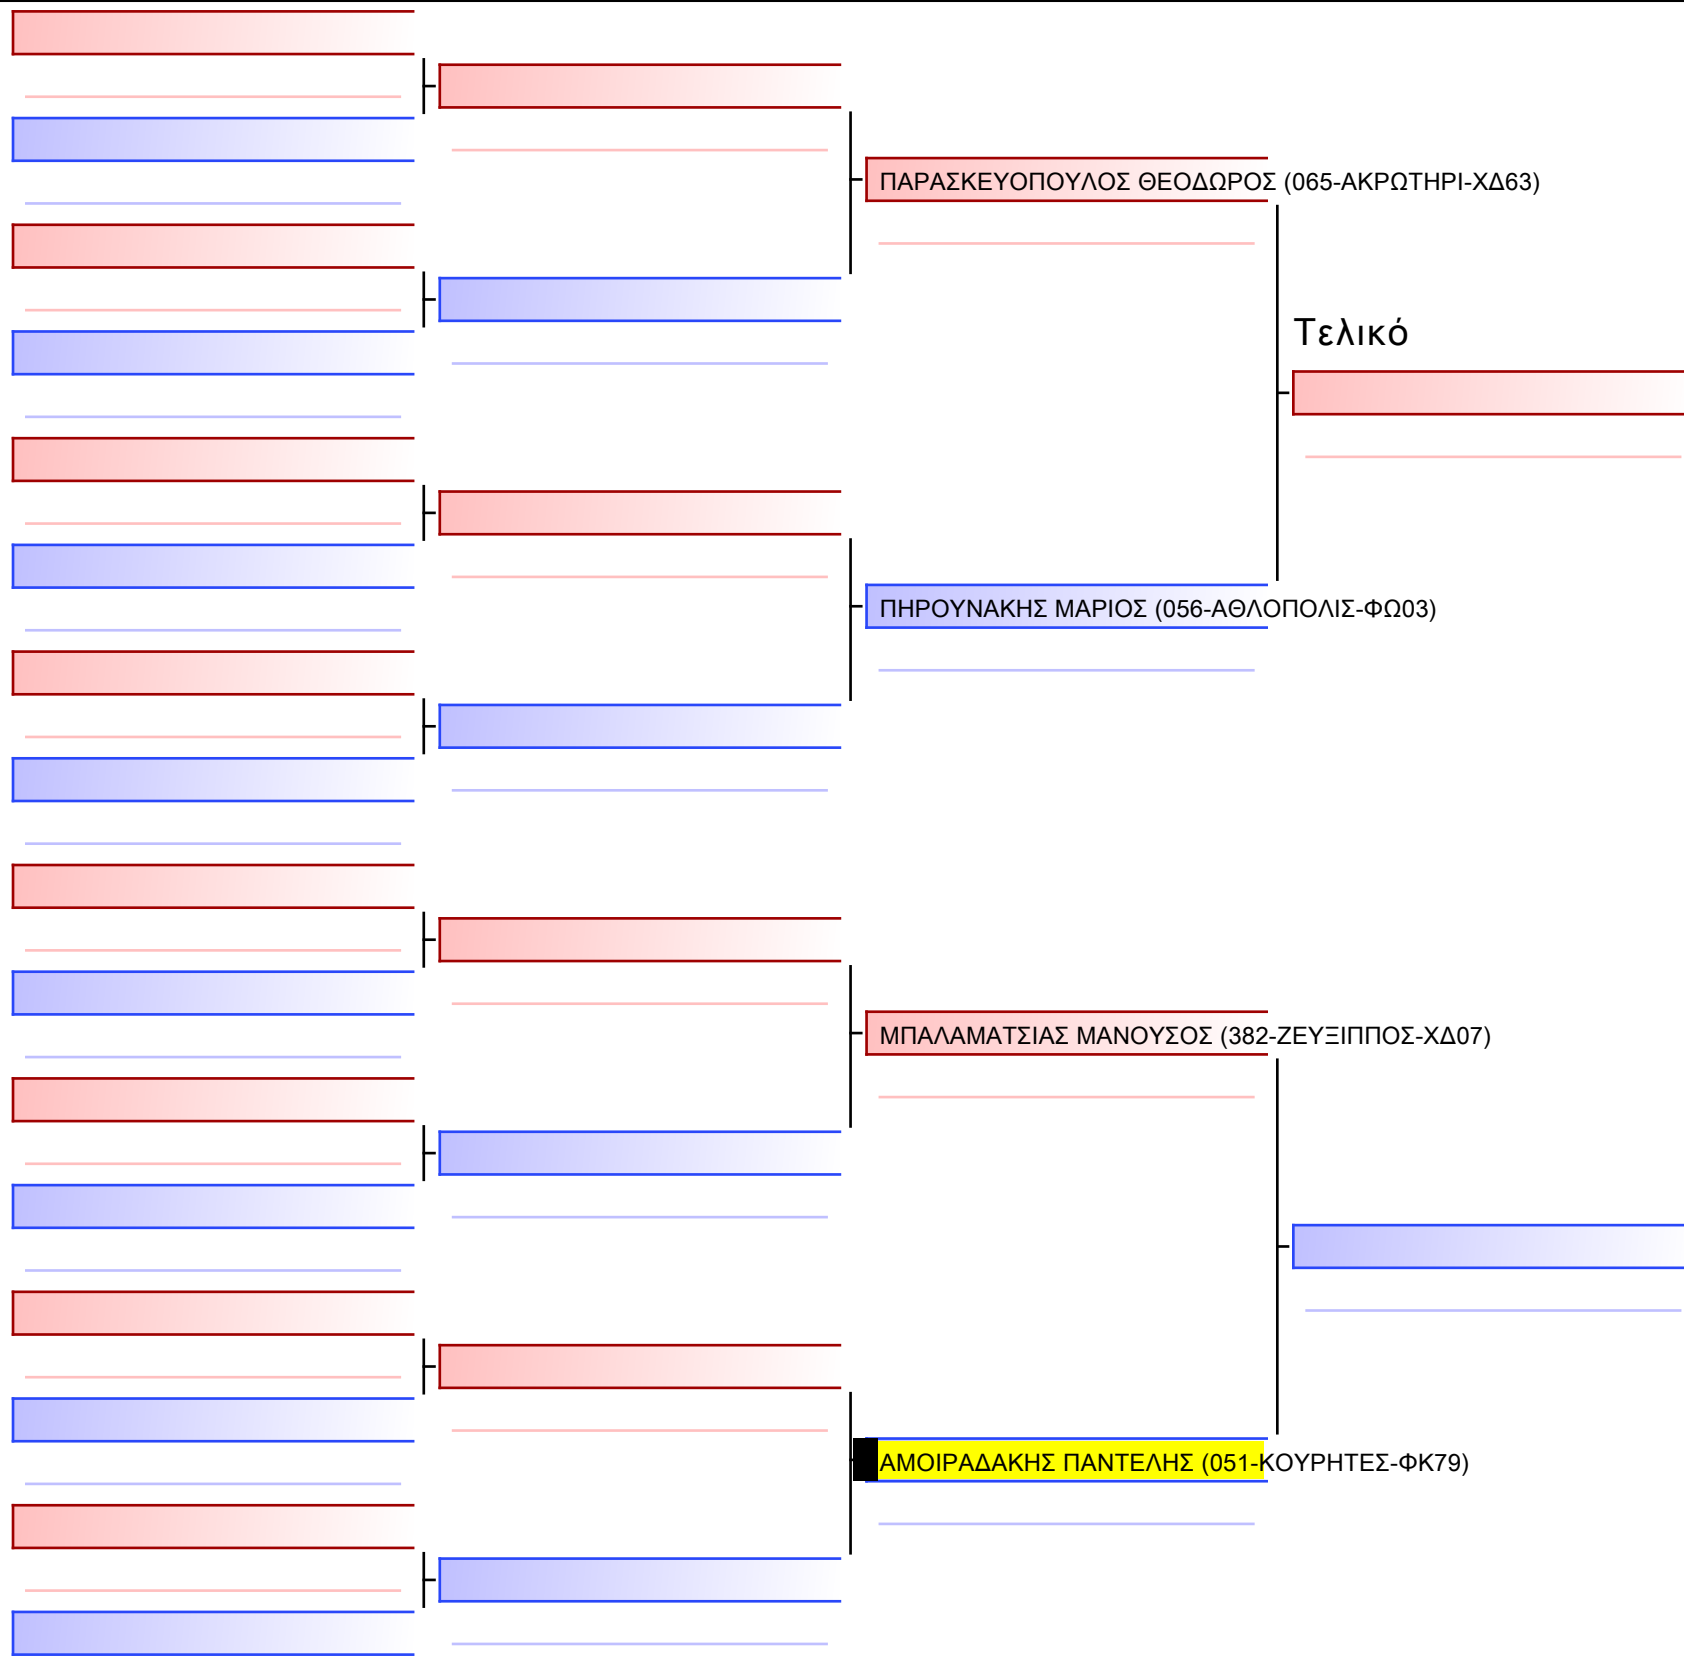 ΠΑΡΑΣΚΕΥΟΠΟΥΛΟΣ ΘΕΟΔΩΡΟΣ (065-ΑΚΡΩΤΗΡΙ-ΧΔ63)
Τελικό
ΠΗΡΟΥΝΑΚΗΣ ΜΑΡΙΟΣ (056-ΑΘΛΟΠΟΛΙΣ-ΦΩ03)
ΜΠΑΛΑΜΑΤΣΙΑΣ ΜΑΝΟΥΣΟΣ (382-ΖΕΥΞΙΠΠΟΣ-ΧΔ07)
ΑΜΟΙΡΑΔΑΚΗΣ ΠΑΝΤΕΛΗΣ (051-ΚΟΥΡΗΤΕΣ-ΦΚ79)